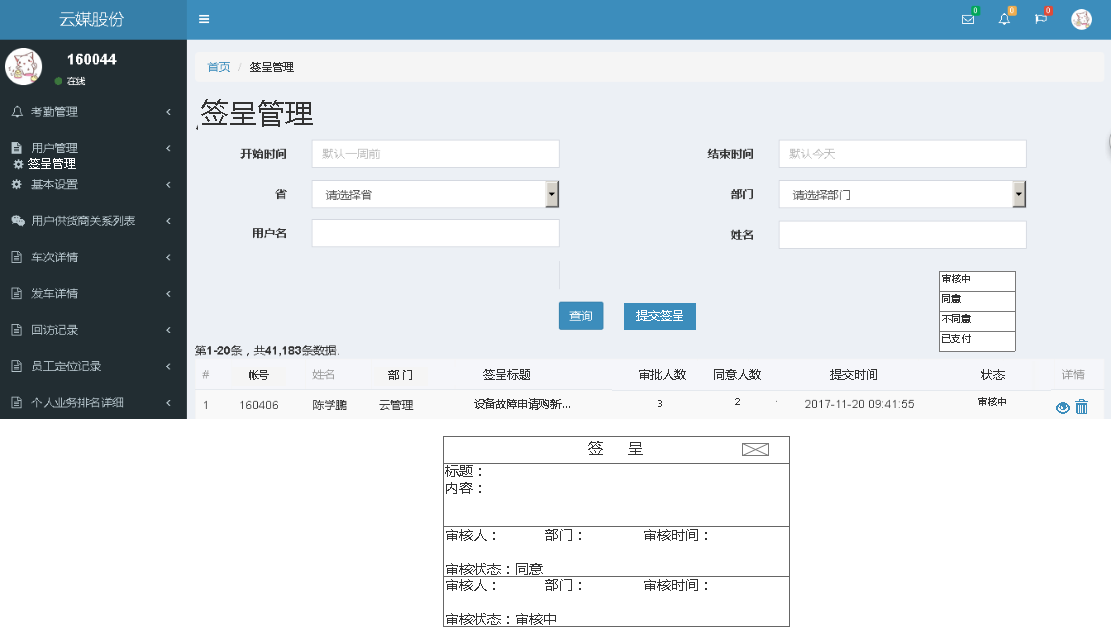 云媒股份
0 0 0
160044
在线
考勤管理
用户管理
签呈管理
基本设置
用户供货商关系列表
车次详情
发车详情
回访记录
员工定位记录
个人业务排名详细
首页 / 签呈管理
签呈管理
开始时间 默认一周前 结束时间 默认今天
省 请选择省 部门 请选择部门
用户名 姓名
审核中
同意
不同意
已支付
查询 提交签呈
第1-20条，共41,183条数据.
# 帐号 姓名 部门 签呈标题 审批人数 同意人数 提交时间 状态 详情
1 160406 陈学鹏 云管理 设备故障申请购新... 3 2 2017-11-20 09:41:55 审核中
签 呈
标题：
内容：
审核人： 部门： 审核时间：
审核状态：同意
审核人： 部门： 审核时间：
审核状态：审核中